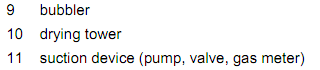 9 bubbler
10 drying tower
11 suction device (pump, valve, gas meter)